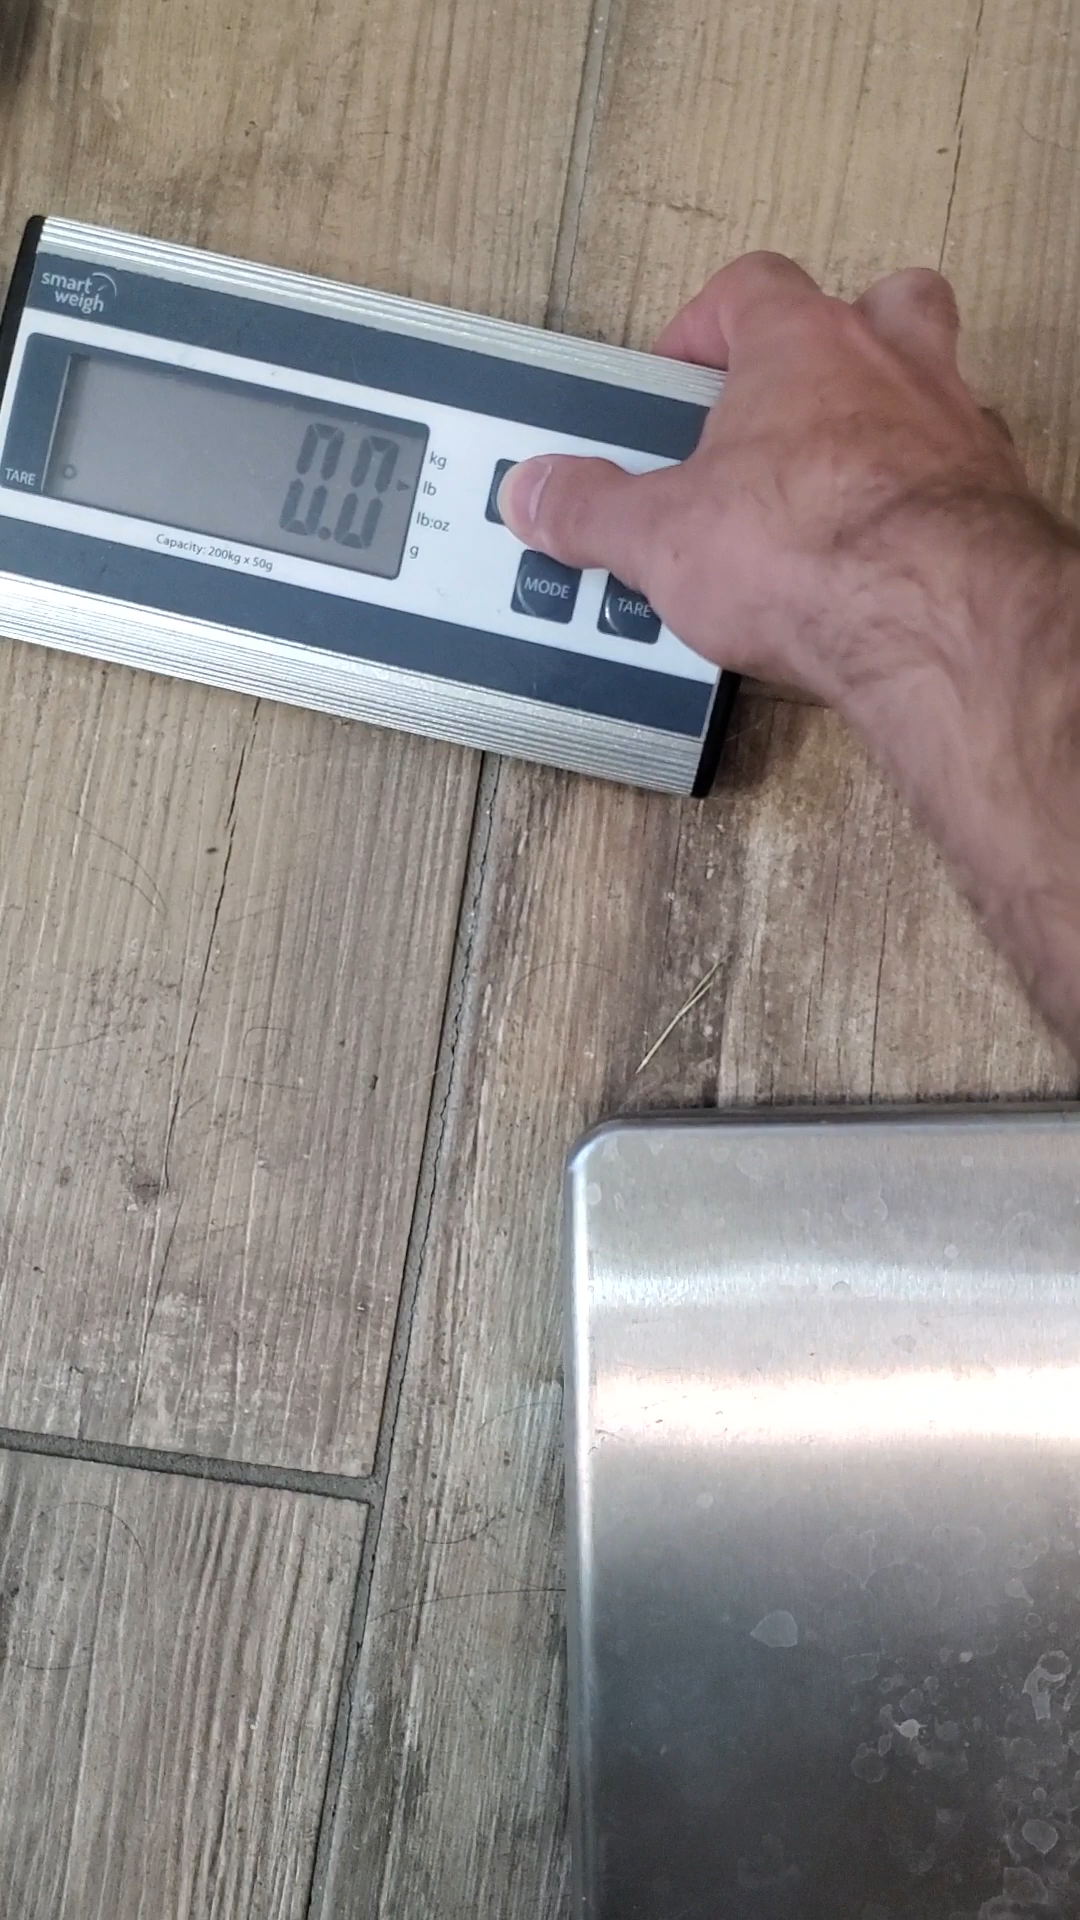 smart
weigh
TARE
0.0
kg
lb
lb:oz
g
Capacity: 200kg x 50g
MODE
TARE